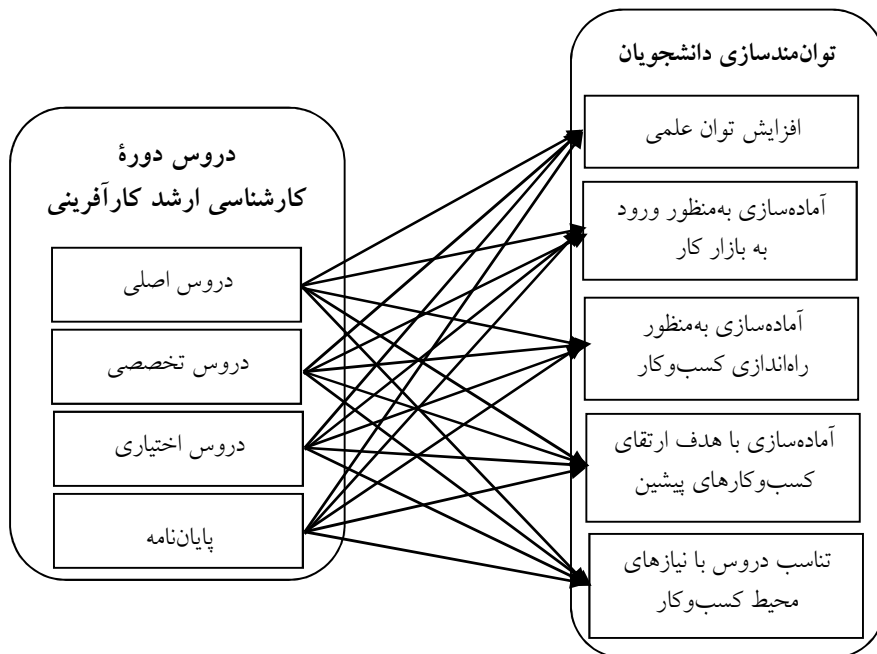 توان‌مندسازی دانشجویان
افزایش توان علمی
آماده‌سازی به‌منظور ورود
به بازار کار
آماده‌سازی به‌منظور
راه‌اندازی کسب‌وکار
آماده‌سازی با هدف ارتقای
کسب‌وکارهای پیشین
تناسب دروس با نیازهای
محیط کسب‌وکار
دروس دورۀ
کارشناسی ارشد کارآفرینی
دروس اصلی
دروس تخصصی
دروس اختیاری
پایان‌نامه